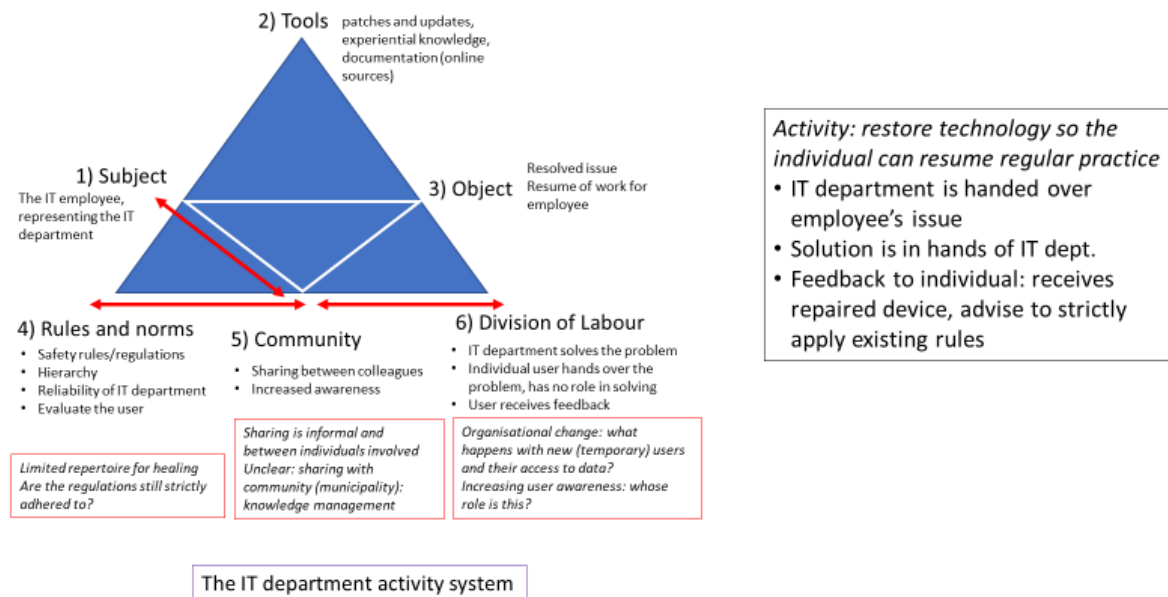 2) Tools
patches and updates,
experiential knowledge,
documentation (online
sources)
1) Subject
The IT employee,
representing the IT
department
3) Object
Resolved issue
Resume of work for
employee
4) Rules and norms
• Safety rules/regulations
• Hierarchy
• Reliability of IT department
• Evaluate the user
5) Community
• Sharing between colleagues
• Increased awareness
6) Division of Labour
• IT department solves the problem
• Individual user hands over the
problem, has no role in solving
• User receives feedback
Limited repertoire for healing
Are the regulations still strictly
adhered to?
Sharing is informal and
between individuals involved
Unclear: sharing with
community (municipality):
knowledge management
Organisational change: what
happens with new (temporary) users
and their access to data?
Increasing user awareness: whose
role is this?
The IT department activity system
Activity: restore technology so the
individual can resume regular practice
• IT department is handed over
employee's issue
• Solution is in hands of IT dept.
• Feedback to individual: receives
repaired device, advise to strictly
apply existing rules